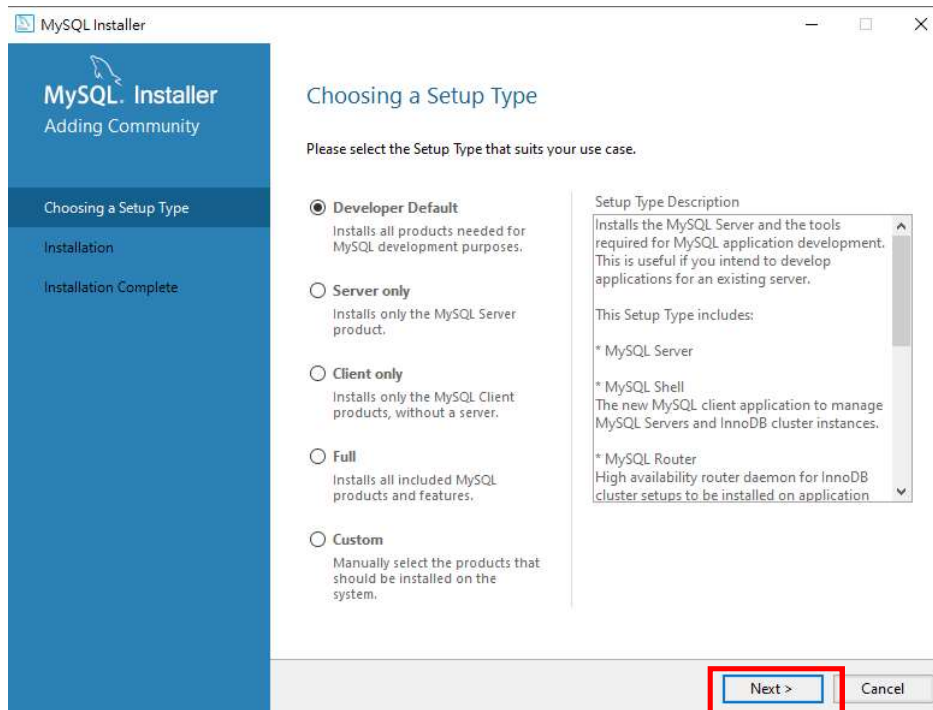 MySQL Installer
MySQL. Installer
Adding Community
Choosing a Setup Type
Installation
Installation Complete
Choosing a Setup Type
Please select the Setup Type that suits your use case.
Developer Default
Installs all products needed for
MySQL development purposes.
Server only
Installs only the MySQL Server
product.
Client only
Installs only the MySQL Client
products, without a server.
Full
Installs all included MySQL
products and features.
Custom
Manually select the products that
should be installed on the
system.
Setup Type Description
Installs the MySQL Server and the tools
required for MySQL application development.
This is useful if you intend to develop
applications for an existing server.
This Setup Type includes:
* MySQL Server
* MySQL Shell
The new MySQL client application to manage
MySQL Servers and InnoDB cluster instances.
* MySQL Router
High availability router daemon for InnoDB
cluster setups to be installed on application
Next >
Cancel